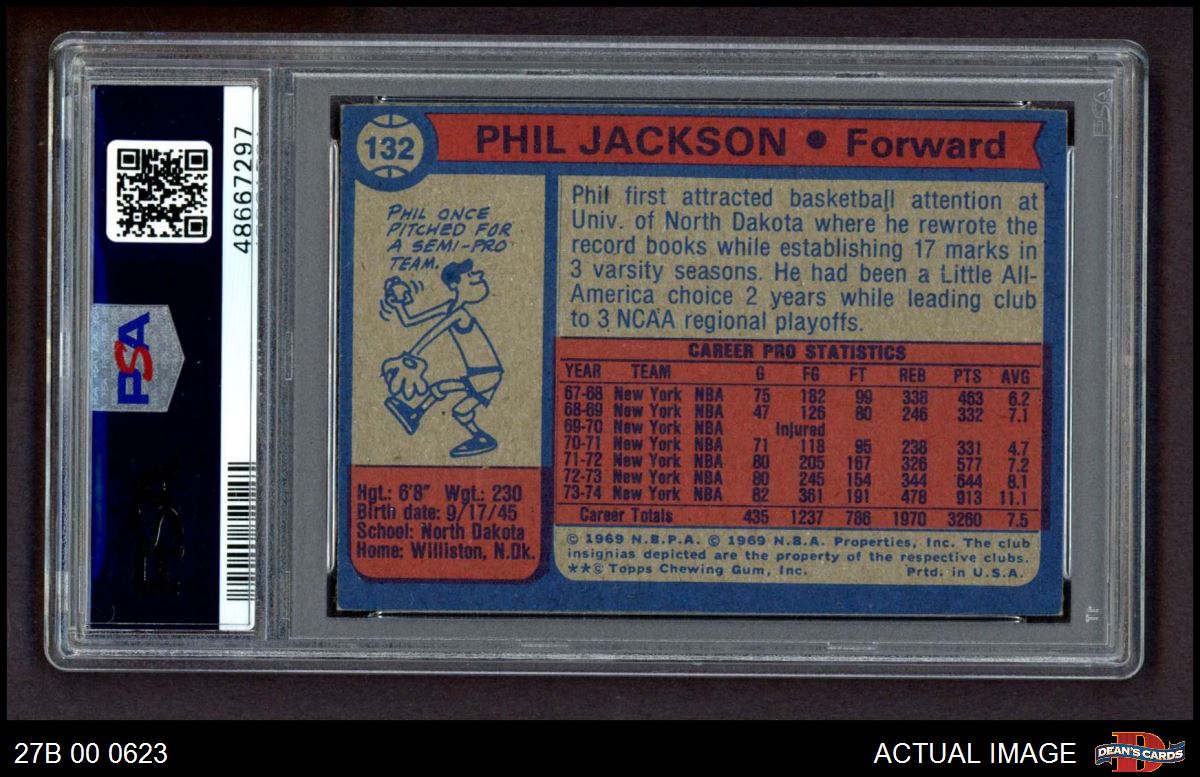 48667297
PSA
132
PHIL JACKSON • Forward
PHIL ONCE
PITCHED FOR
A SEMI-PRO
TEAM.
Hgt.: 6'8" Wgt.: 230
Birth date: 9/17/45
School: North Dakota
Home: Williston, N.Dk.
Phil first attracted basketball attention at
Univ. of North Dakota where he rewrote the
record books while establishing 17 marks in
3 varsity seasons. He had been a Little All-
America choice 2 years while leading club
to 3 NCAA regional playoffs.
CAREER PRO STATISTICS
YEAR TEAM G FG FT REB PTS AVG
67-68 New York NBA 75 182 99 338 463 6.2
68-69 New York NBA 47 126 80 246 332 7.1
69-70 New York NBA Injured
70-71 New York NBA 71 118 95 238 331 4.7
71-72 New York NBA 80 205 167 326 577 7.2
72-73 New York NBA 80 245 154 344 644 8.1
73-74 New York NBA 82 361 191 478 913 11.1
Career Totals 435 1237 786 1970 3260 7.5
© 1969 N.B.P.A. © 1969 N.B.A. Properties, Inc. The club
insignias depicted are the property of the respective clubs.
**© Topps Chewing Gum, Inc. Prtd. in U.S.A.
PSA
27B 00 0623
ACTUAL IMAGE
DEAN'S CARDS